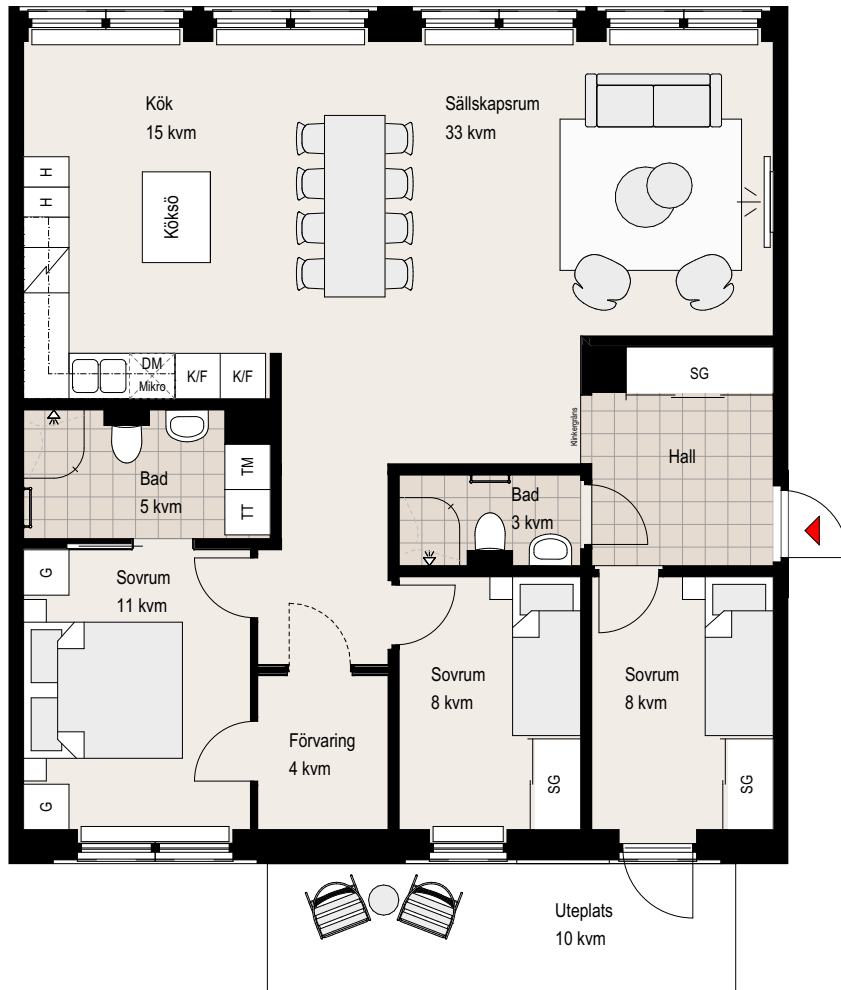 Kök
15 kvm
Sällskapsrum
33 kvm
H
H
Köksö
DM
Mikro
K/F
K/F
SG
Klinkergräns
Hall
Bad
5 kvm
TM
TT
Bad
3 kvm
G
Sovrum
11 kvm
Sovrum
8 kvm
Sovrum
8 kvm
Förvaring
4 kvm
SG
SG
G
Uteplats
10 kvm